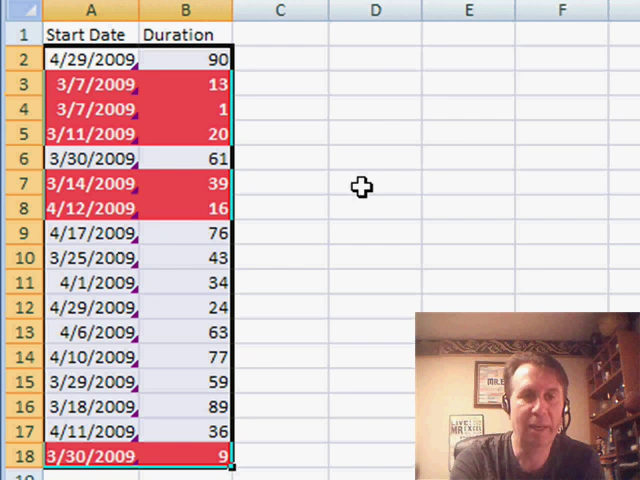 A B C D E F
1 Start Date Duration
2 4/29/2009 90
3 3/7/2009 13
4 3/7/2009 1
5 3/11/2009 20
6 3/30/2009 61
7 3/14/2009 39
8 4/12/2009 16
9 4/17/2009 76
10 3/25/2009 43
11 4/1/2009 34
12 4/29/2009 24
13 4/6/2009 63
14 4/10/2009 77
15 3/29/2009 59
16 3/18/2009 89
17 4/11/2009 36
18 3/30/2009 9
MR.E
LIVE!
MREXCEL